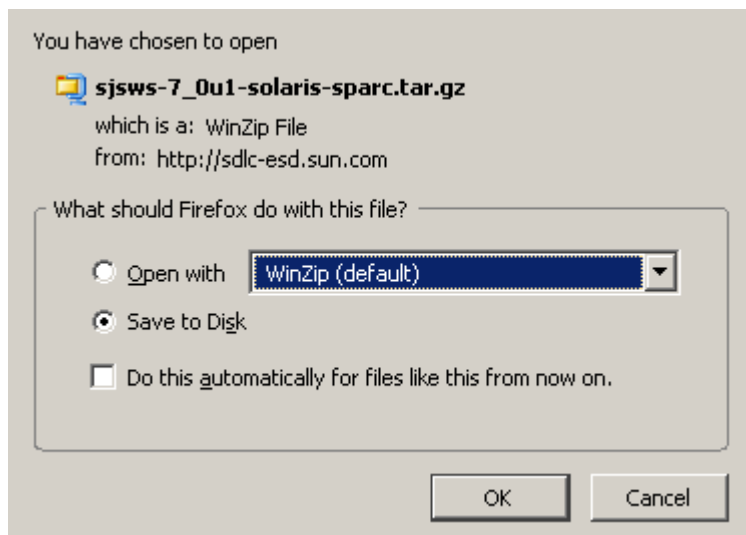 You have chosen to open
sjsws-7_0u1-solaris-sparc.tar.gz
which is a: WinZip File
from: http://sdlc-esd.sun.com
What should Firefox do with this file?
Open with WinZip (default)
Save to Disk
Do this automatically for files like this from now on.
OK Cancel